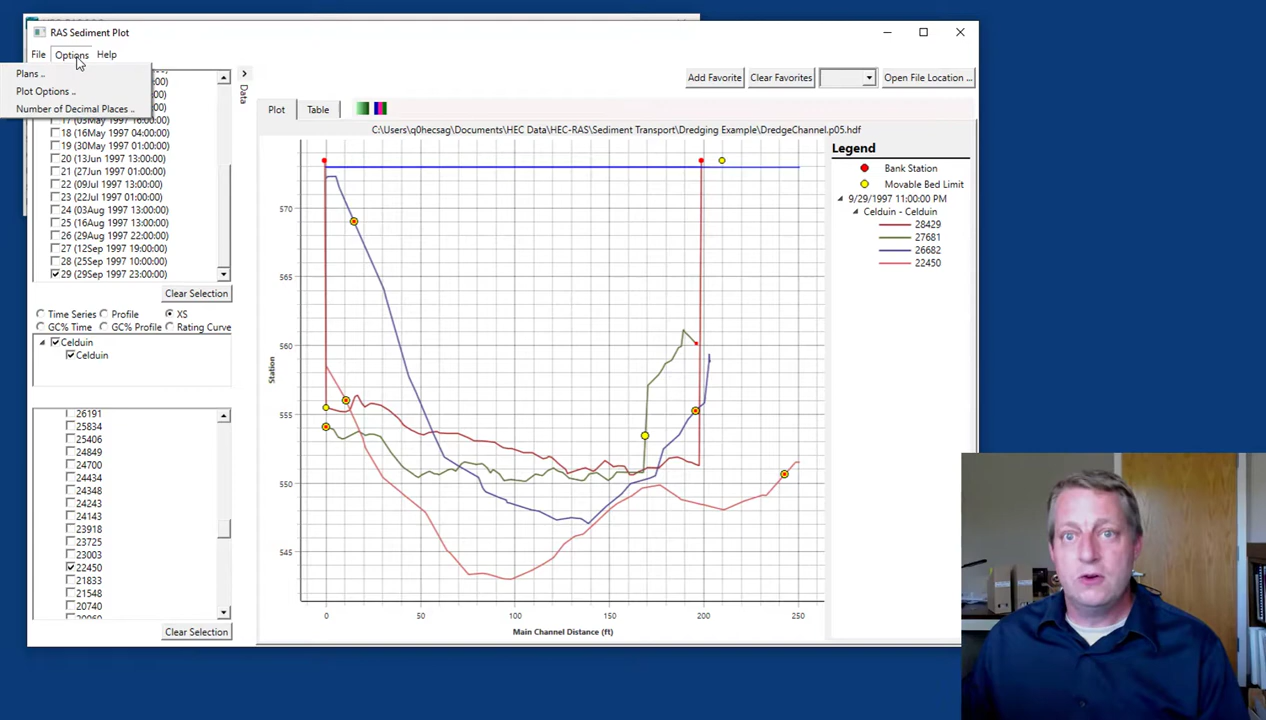 RAS Sediment Plot
File Options Help
Plans ..
Plot Options ..
Number of Decimal Places ..
18 (16May 1997 04:00:00)
19 (30May 1997 01:00:00)
20 (13Jun 1997 13:00:00)
21 (27Jun 1997 01:00:00)
22 (09Jul 1997 13:00:00)
23 (22Jul 1997 01:00:00)
24 (03Aug 1997 13:00:00)
25 (16Aug 1997 13:00:00)
26 (29Aug 1997 22:00:00)
27 (12Sep 1997 19:00:00)
28 (25Sep 1997 10:00:00)
29 (29Sep 1997 23:00:00)
Clear Selection
Time Series Profile XS
GC% Time GC% Profile Rating Curve
Celduin
Celduin
26191
25834
25406
24849
24700
24434
24348
24243
24143
23918
23725
23003
22450
21833
21548
20740
Clear Selection
Data
Add Favorite Clear Favorites Open File Location ...
Plot Table
C:\Users\q0hecsag\Documents\HEC Data\HEC-RAS\Sediment Transport\Dredging Example\DredgeChannel.p05.hdf
570
565
560
555
550
545
Station
0 50 100 150 200 250
Main Channel Distance (ft)
Legend
Bank Station
Movable Bed Limit
9/29/1997 11:00:00 PM
Celduin - Celduin
28429
27681
26682
22450